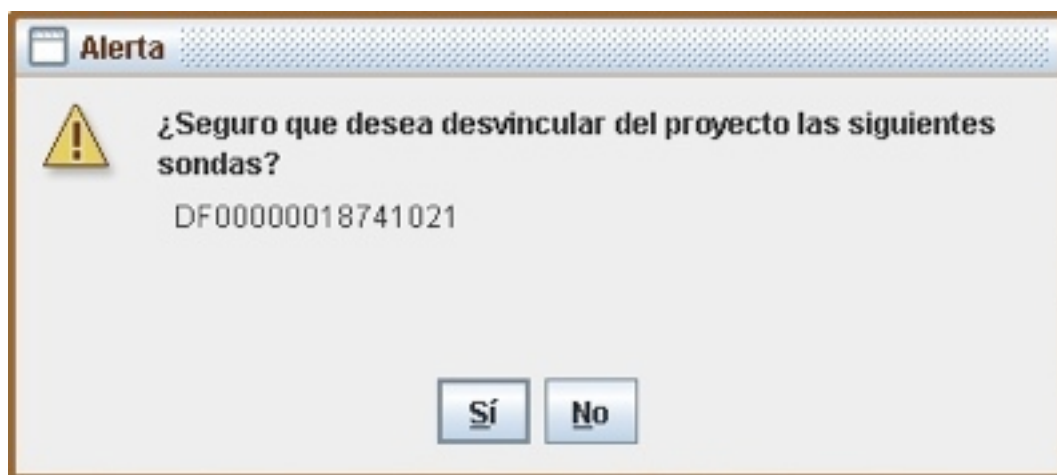 Alerta
¿Seguro que desea desvincular del proyecto las siguientes
sondas?
DF00000018741021
Sí No